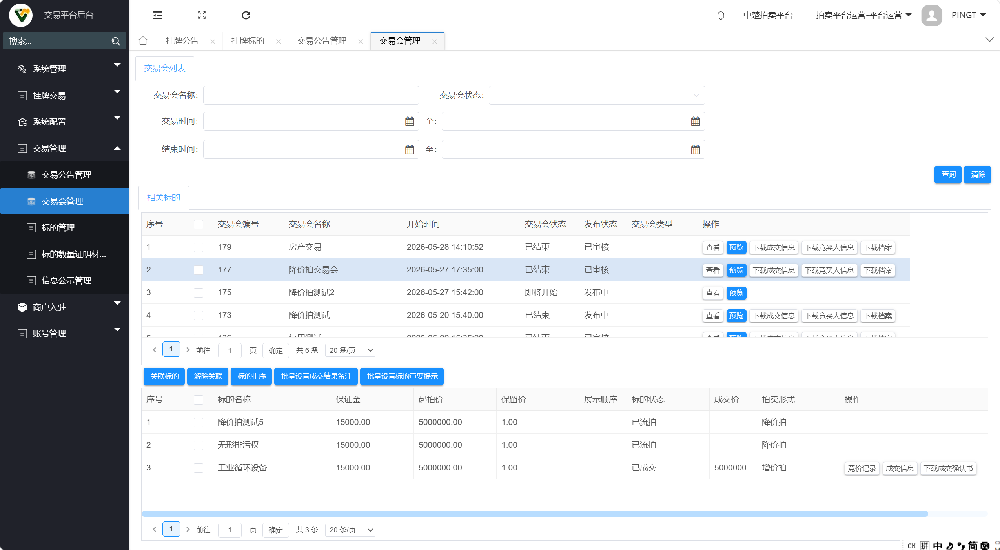 交易平台后台
中楚拍卖平台 拍卖平台运营-平台运营 PINGT
搜索...
挂牌公告 挂牌标的 交易公告管理 交易会管理
系统管理
挂牌交易
系统配置
交易管理
交易公告管理
交易会管理
标的管理
标的数量证明材...
信息公示管理
商户入驻
账号管理
交易会列表
交易会名称: 交易会状态:
交易时间: 至:
结束时间: 至:
查询 清除
相关标的
序号 交易会编号 交易会名称 开始时间 交易会状态 发布状态 交易会类型 操作
1 179 房产交易 2026-05-28 14:10:52 已结束 已审核 查看 预览 下载成交信息 下载竞买人信息 下载档案
2 177 降价拍交易会 2026-05-27 17:35:00 已结束 已审核 查看 预览 下载成交信息 下载竞买人信息 下载档案
3 175 降价拍测试2 2026-05-27 15:42:00 即将开始 发布中 查看 预览
4 173 降价拍测试 2026-05-20 15:40:00 已结束 发布中 查看 预览 下载成交信息 下载竞买人信息 下载档案
1 前往 1 页 确定 共 6 条 20 条/页
关联标的 解除关联 标的排序 批量设置成交结果备注 批量设置标的重要提示
序号 标的名称 保证金 起拍价 保留价 展示顺序 标的状态 成交价 拍卖形式 操作
1 降价拍测试5 15000.00 5000000.00 1.00 已流拍 降价拍
2 无形排污权 15000.00 5000000.00 1.00 已流拍 降价拍
3 工业循环设备 15000.00 5000000.00 1.00 已成交 5000000 增价拍 竞价记录 成交信息 下载成交确认书
1 前往 1 页 确定 共 3 条 20 条/页
CH 拼 中 简